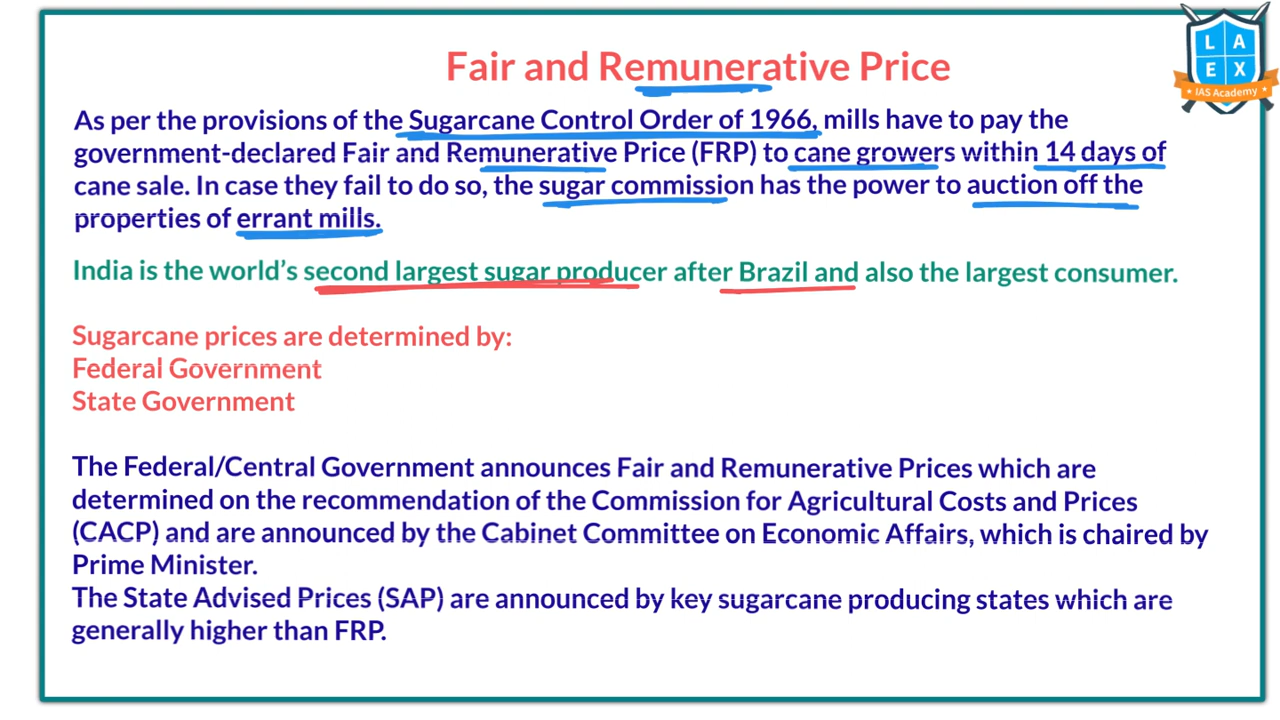 Fair and Remunerative Price
L A
E X
IAS Academy
As per the provisions of the Sugarcane Control Order of 1966, mills have to pay the
government-declared Fair and Remunerative Price (FRP) to cane growers within 14 days of
cane sale. In case they fail to do so, the sugar commission has the power to auction off the
properties of errant mills.
India is the world's second largest sugar producer after Brazil and also the largest consumer.
Sugarcane prices are determined by:
Federal Government
State Government
The Federal/Central Government announces Fair and Remunerative Prices which are
determined on the recommendation of the Commission for Agricultural Costs and Prices
(CACP) and are announced by the Cabinet Committee on Economic Affairs, which is chaired by
Prime Minister.
The State Advised Prices (SAP) are announced by key sugarcane producing states which are
generally higher than FRP.